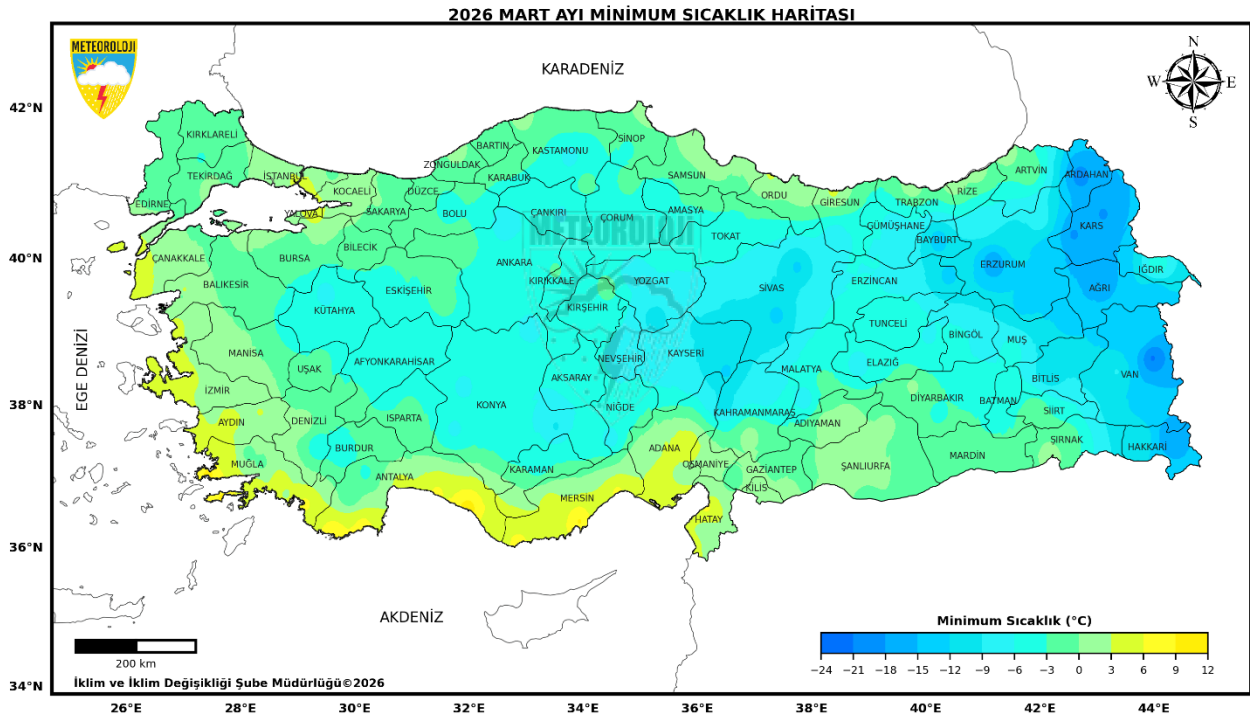 2026 MART AYI MİNİMUM SICAKLIK HARİTASI
METEOROLOJİ
KARADENİZ
N
W E
S
42°N
40°N
38°N
36°N
34°N
KIRKLARELİ
TEKİRDAĞ
EDİRNE
İSTANBUL
KOCAELİ
YALOVA
SAKARYA
DÜZCE
ZONGULDAK
BARTIN
KARABÜK
KASTAMONU
SİNOP
SAMSUN
ORDU
GİRESUN
TRABZON
RİZE
ARTVİN
ARDAHAN
BOLU
ÇANKIRI
ÇORUM
AMASYA
TOKAT
GÜMÜŞHANE
BAYBURT
KARS
METEOROLOJİ
ÇANAKKALE
BALIKESİR
BURSA
BİLECİK
ESKİŞEHİR
ANKARA
KIRIKKALE
YOZGAT
SİVAS
ERZİNCAN
ERZURUM
AĞRI
IĞDIR
KÜTAHYA
KIRŞEHİR
TUNCELİ
BİNGÖL
MUŞ
EGE DENİZİ
MANİSA
UŞAK
AFYONKARAHİSAR
NEVŞEHİR
KAYSERİ
MALATYA
ELAZIĞ
BİTLİS
VAN
İZMİR
AKSARAY
KONYA
NİĞDE
KAHRAMANMARAŞ
DİYARBAKIR
BATMAN
SİİRT
AYDIN
DENİZLİ
ISPARTA
ADIYAMAN
BURDUR
ADANA
ŞIRNAK
HAKKARİ
MUĞLA
ANTALYA
KARAMAN
OSMANİYE
GAZİANTEP
ŞANLIURFA
MARDİN
MERSİN
KİLİS
HATAY
AKDENİZ
Minimum Sıcaklık (°C)
−24 −21 −18 −15 −12 −9 −6 −3 0 3 6 9 12
200 km
İklim ve İklim Değişikliği Şube Müdürlüğü©2026
26°E 28°E 30°E 32°E 34°E 36°E 38°E 40°E 42°E 44°E